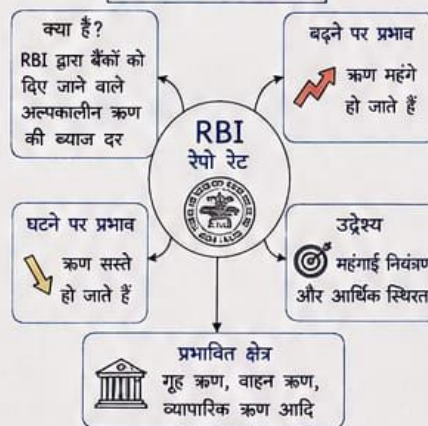 क्या हैं?
RBI द्वारा बैंकों को
दिए जाने वाले
अल्पकालीन ऋण
की ब्याज दर
बढ़ने पर प्रभाव
ऋण महंगे
हो जाते हैं
RBI
रेपो रेट
घटने पर प्रभाव
ऋण सस्ते
हो जाते हैं
उद्देश्य
महंगाई नियंत्रण
और आर्थिक स्थिरत
प्रभावित क्षेत्र
गृह ऋण, वाहन ऋण,
व्यापारिक ऋण आदि